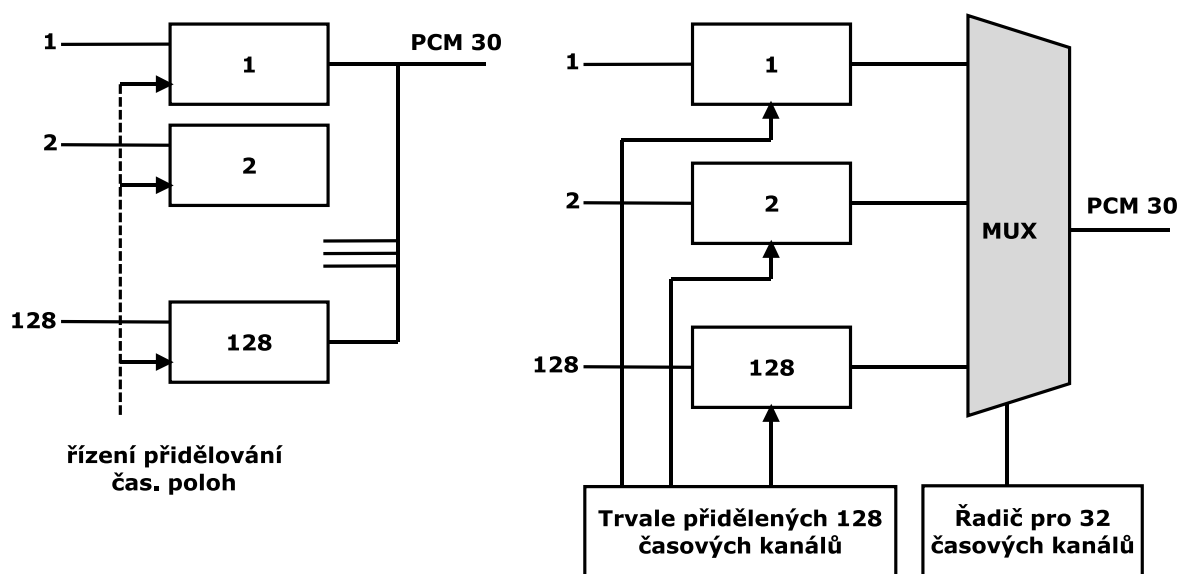 1
1
PCM 30
2
2
128
128
řízení přidělování
čas. poloh
1
1
2
2
128
128
MUX
PCM 30
Trvale přidělených 128
časových kanálů
Řadič pro 32
časových kanálů